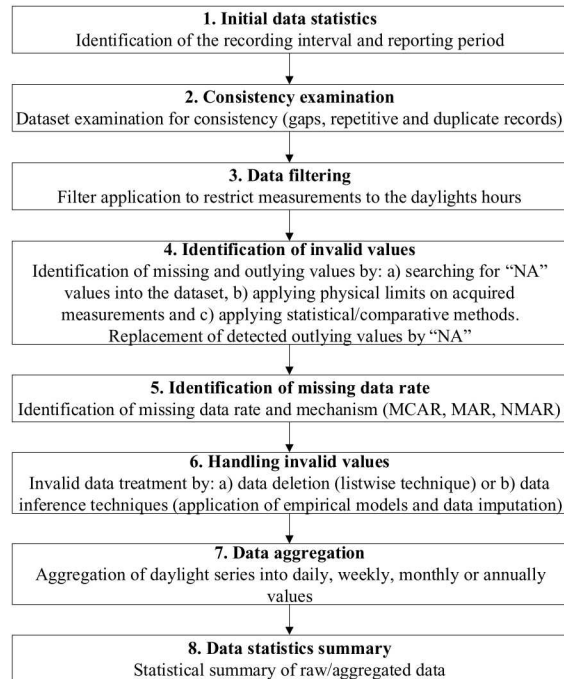 1. Initial data statistics
Identification of the recording interval and reporting period
2. Consistency examination
Dataset examination for consistency (gaps, repetitive and duplicate records)
3. Data filtering
Filter application to restrict measurements to the daylights hours
4. Identification of invalid values
Identification of missing and outlying values by: a) searching for “NA”
values into the dataset, b) applying physical limits on acquired
measurements and c) applying statistical/comparative methods.
Replacement of detected outlying values by “NA”
5. Identification of missing data rate
Identification of missing data rate and mechanism (MCAR, MAR, NMAR)
6. Handling invalid values
Invalid data treatment by: a) data deletion (listwise technique) or b) data
inference techniques (application of empirical models and data imputation)
7. Data aggregation
Aggregation of daylight series into daily, weekly, monthly or annually
values
8. Data statistics summary
Statistical summary of raw/aggregated data